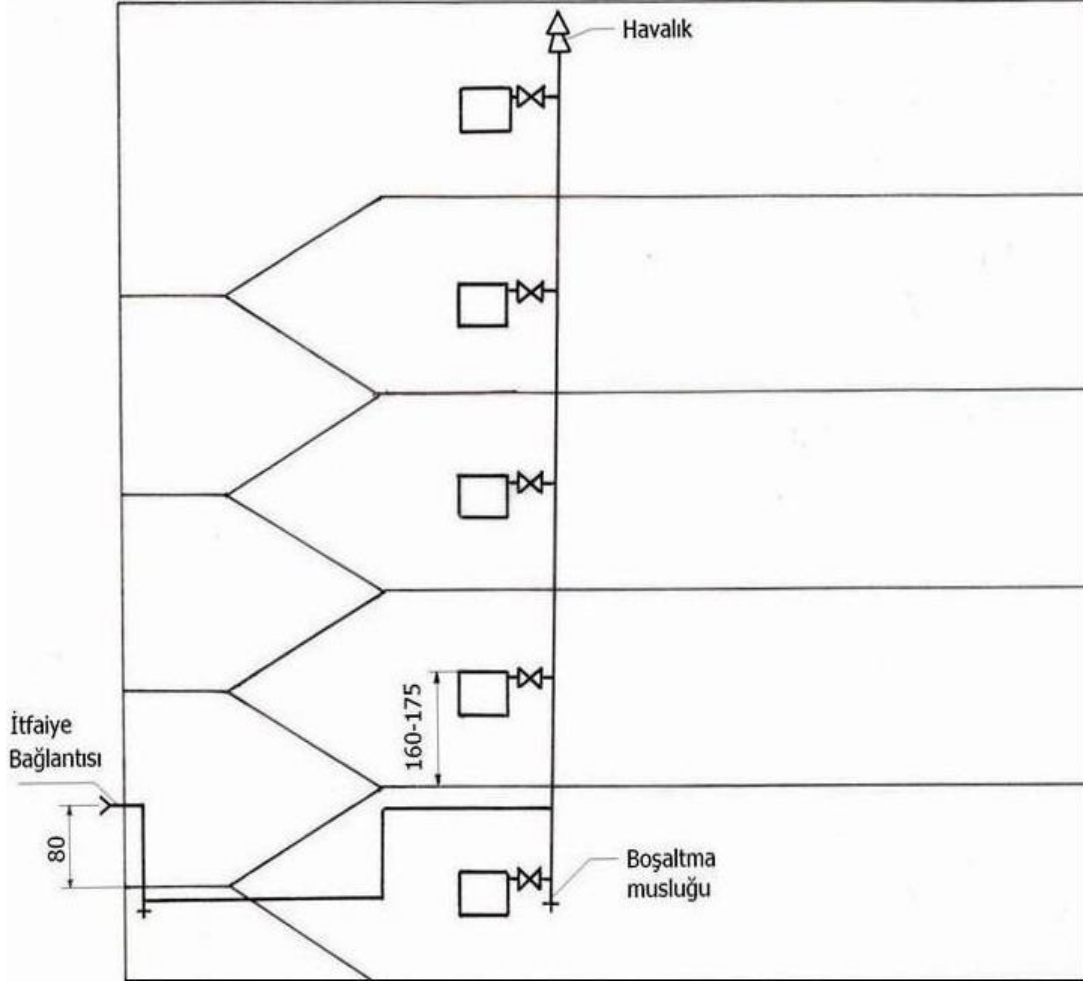 Havalık
160-175
İtfaiye
Bağlantısı
80
Boşaltma
musluğu